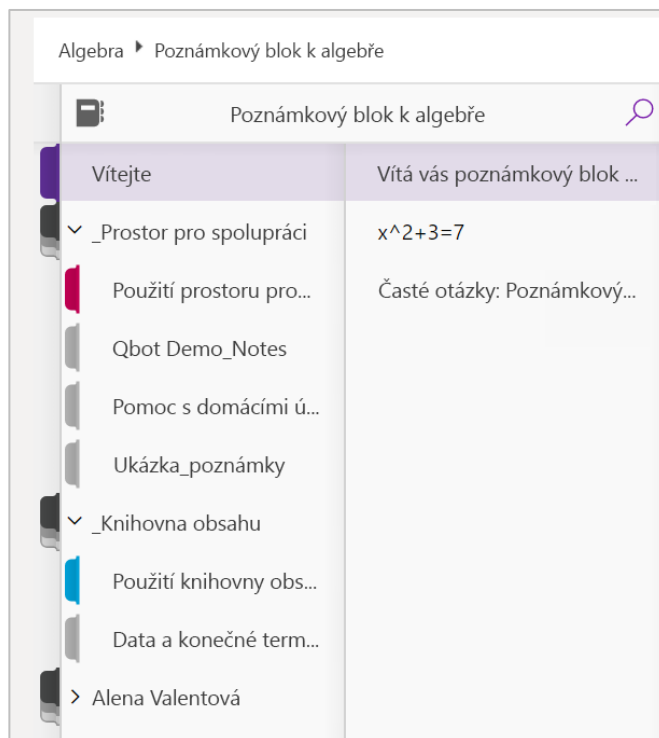 Algebra Poznámkový blok k algebře
Poznámkový blok k algebře
Vítejte
_Prostor pro spolupráci
Použití prostoru pro...
Qbot Demo_Notes
Pomoc s domácími ú...
Ukázka_poznámky
_Knihovna obsahu
Použití knihovny obs...
Data a konečné term...
Alena Valentová
Vítá vás poznámkový blok ...
x^2+3=7
Časté otázky: Poznámkový...